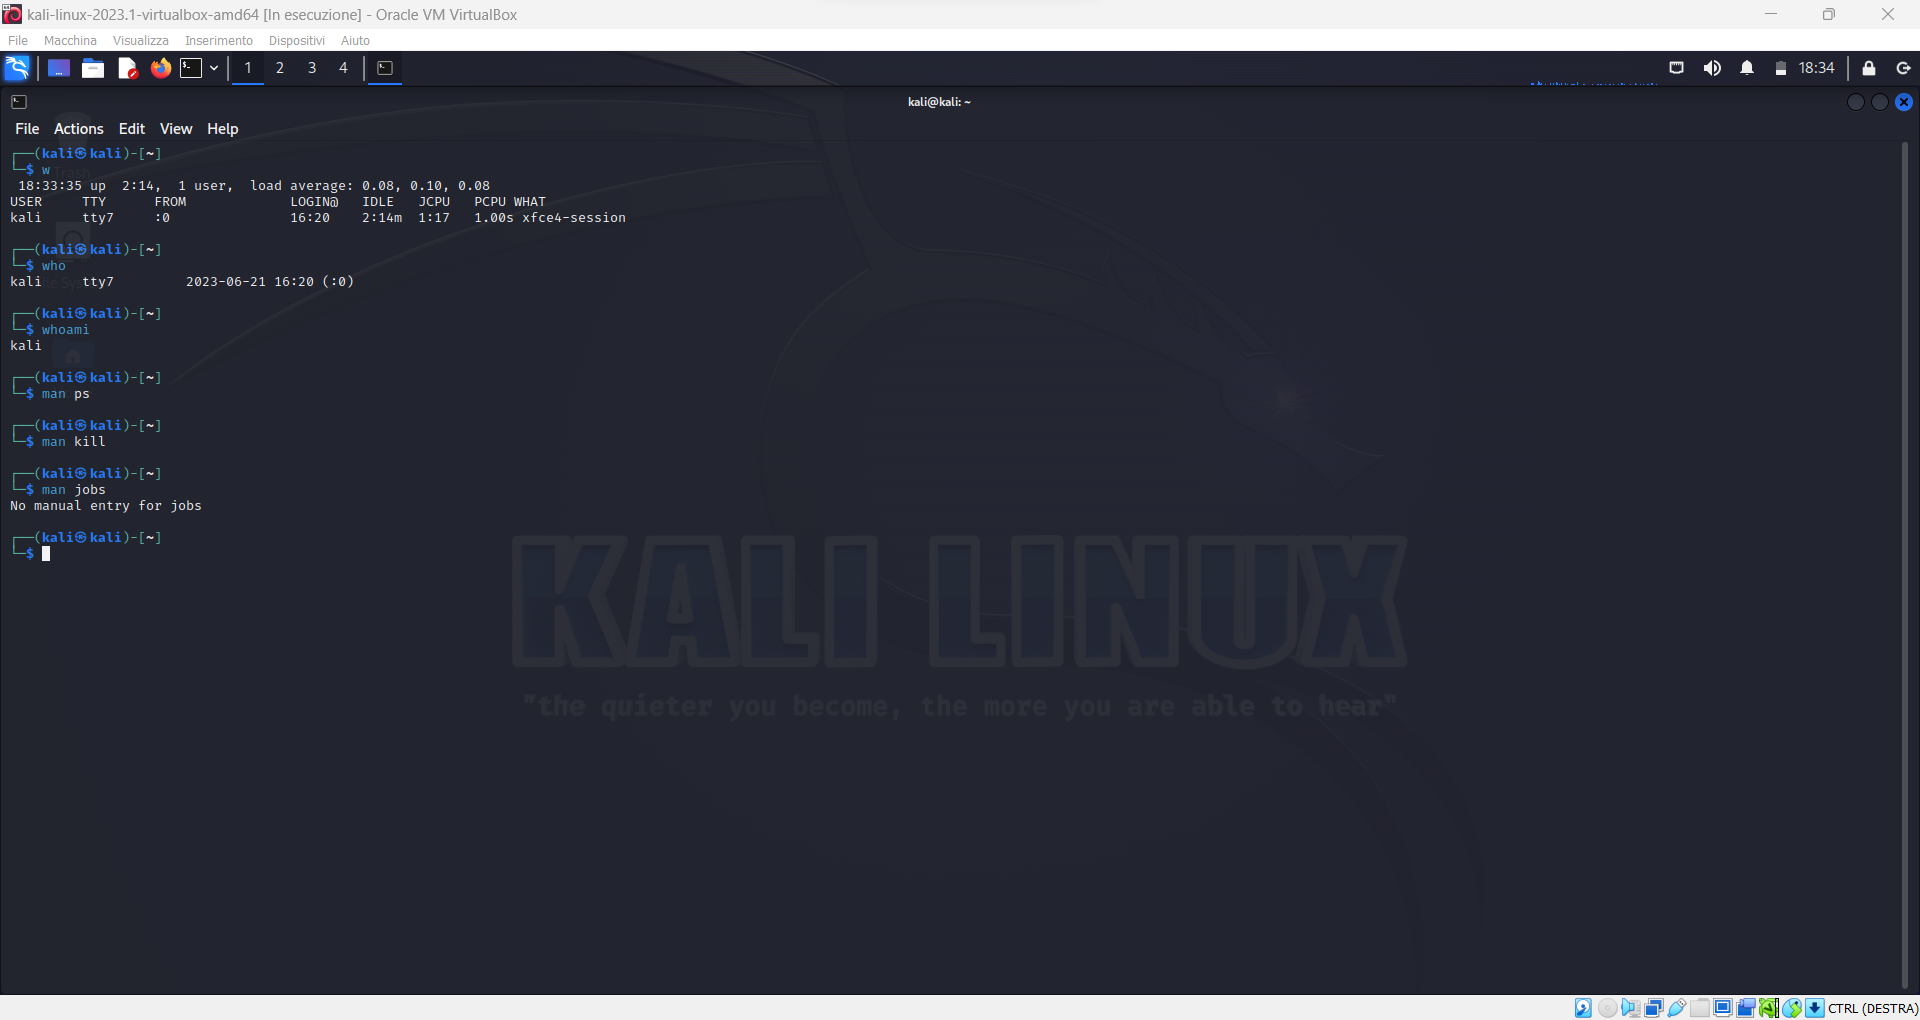 kali-linux-2023.1-virtualbox-amd64 [In esecuzione] - Oracle VM VirtualBox
File Macchina Visualizza Inserimento Dispositivi Aiuto
1 2 3 4 18:34
kali@kali: ~
File Actions Edit View Help
┌──(kali㉿kali)-[~]
└─$ w
18:33:35 up 2:14, 1 user, load average: 0.08, 0.10, 0.08
USER TTY FROM LOGIN@ IDLE JCPU PCPU WHAT
kali tty7 :0 16:20 2:14m 1:17 1.00s xfce4-session
┌──(kali㉿kali)-[~]
└─$ who
kali tty7 2023-06-21 16:20 (:0)
┌──(kali㉿kali)-[~]
└─$ whoami
kali
┌──(kali㉿kali)-[~]
└─$ man ps
┌──(kali㉿kali)-[~]
└─$ man kill
┌──(kali㉿kali)-[~]
└─$ man jobs
No manual entry for jobs
┌──(kali㉿kali)-[~]
└─$
KALI LINUX
"the quieter you become, the more you are able to hear"
CTRL (DESTRA)